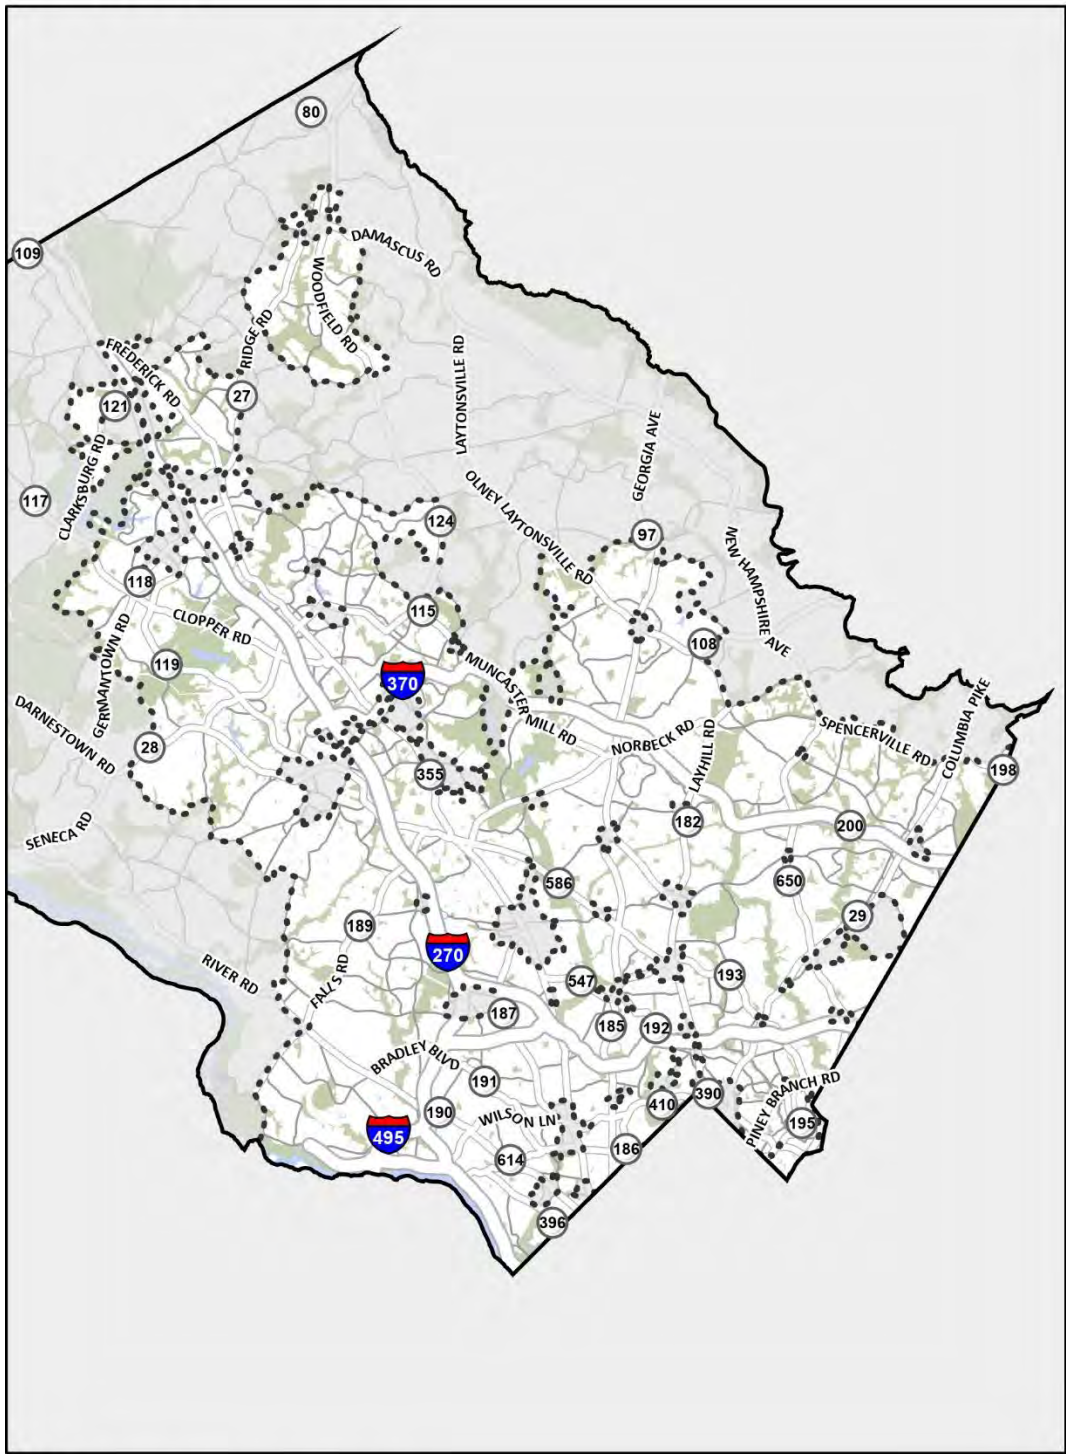 80
109
DAMASCUS RD
WOODFIELD RD
RIDGE RD
FREDERICK RD
LAYTONSVILLE RD
27
121
GEORGIA AVE
CLARKSBURG RD
117
OLNEY LAYTONSVILLE RD
124
97
NEW HAMPSHIRE AVE
118
115
CLOPPER RD
GERMANTOWN RD
108
119
370
MUNCASTER MILL RD
DARNESTOWN RD
28
NORBECK RD
LAYHILL RD
SPENCERVILLE RD
COLUMBIA PIKE
198
355
SENECA RD
182
200
586
650
29
189
270
RIVER RD
FALLS RD
547
193
187
185
192
BRADLEY BLVD
191
390
410
PINEY BRANCH RD
190
WILSON LN
195
495
614
186
396